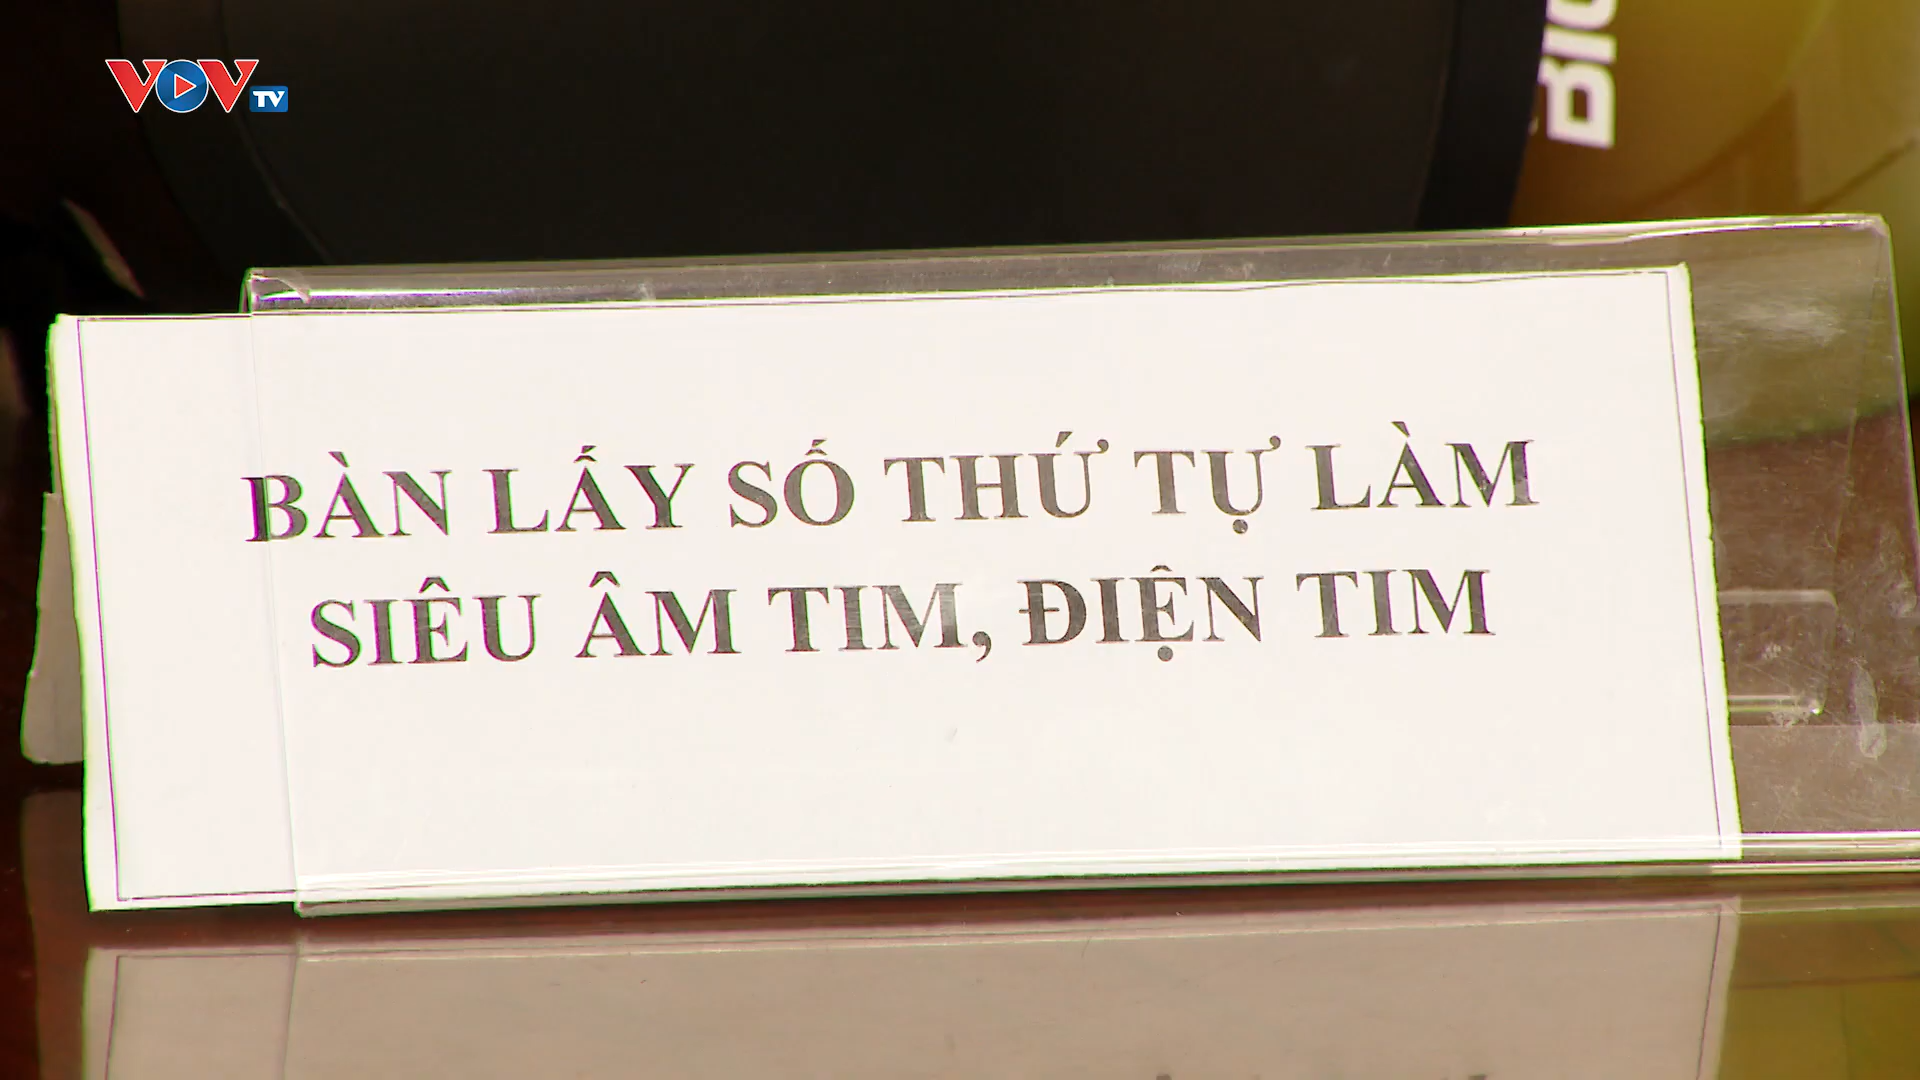 VOV TV
BÀN LẤY SỐ THỨ TỰ LÀM
SIÊU ÂM TIM, ĐIỆN TIM